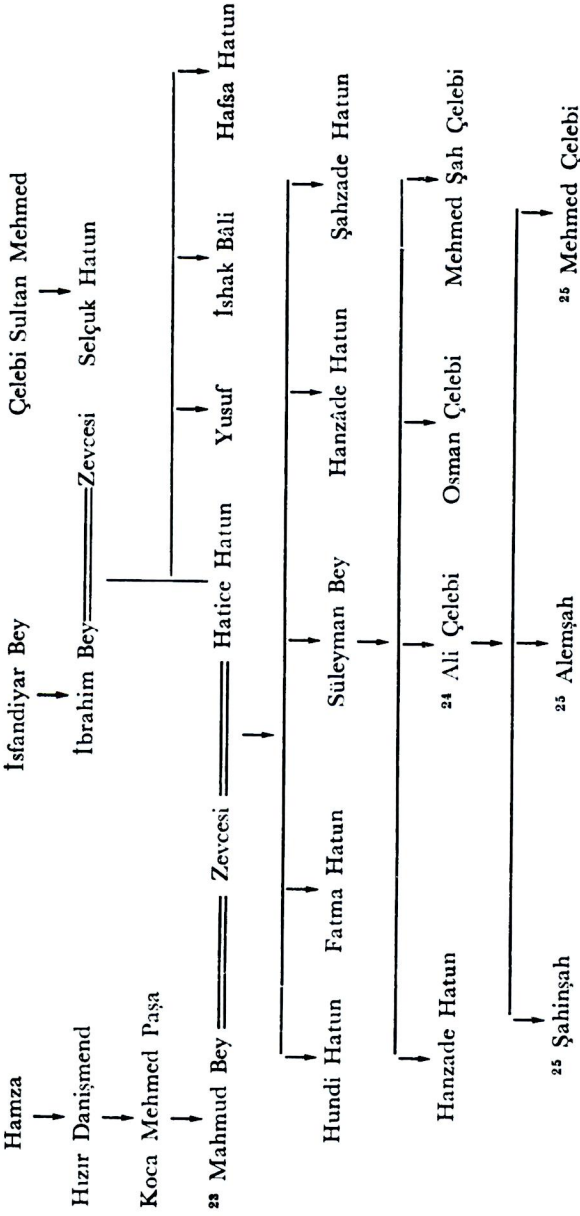 Hamza
İsfandiyar Bey Çelebi Sultan Mehmed
Hızır Danişmend İbrahim Bey Zevcesi Selçuk Hatun
Koca Mehmed Paşa
23 Mahmud Bey Zevcesi Hatice Hatun Yusuf İshak Bâli Hafsa Hatun
Hundi Hatun Fatma Hatun Süleyman Bey Hanzâde Hatun Şahzade Hatun
Hanzade Hatun 24 Ali Çelebi Osman Çelebi Mehmed Şah Çelebi
25 Şahinşah 25 Alemşah 25 Mehmed Çelebi